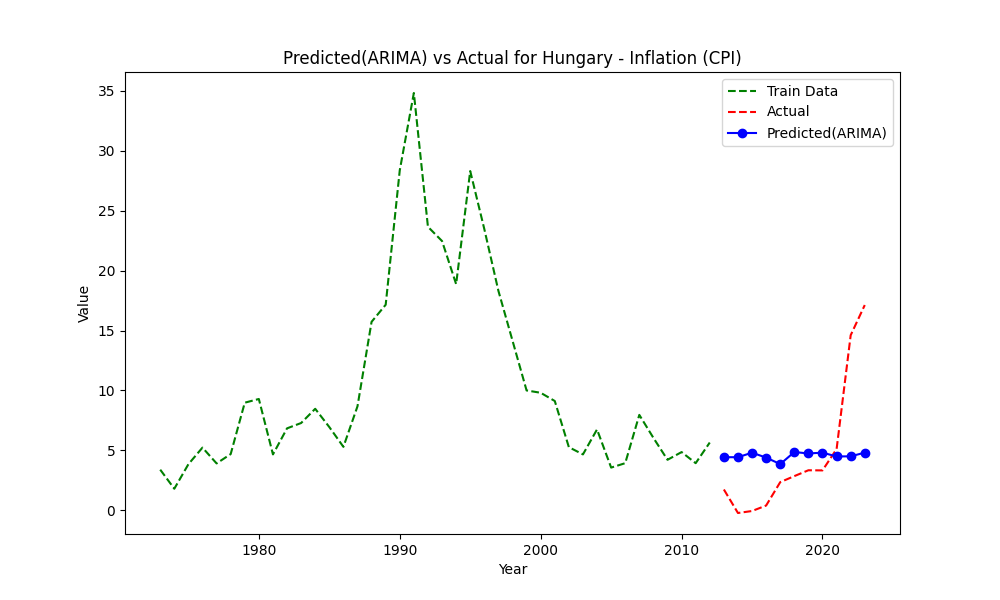 Predicted(ARIMA) vs Actual for Hungary - Inflation (CPI)
Train Data
Actual
Predicted(ARIMA)
35
30
25
20
15
10
5
0
Value
1980
1990
2000
2010
2020
Year